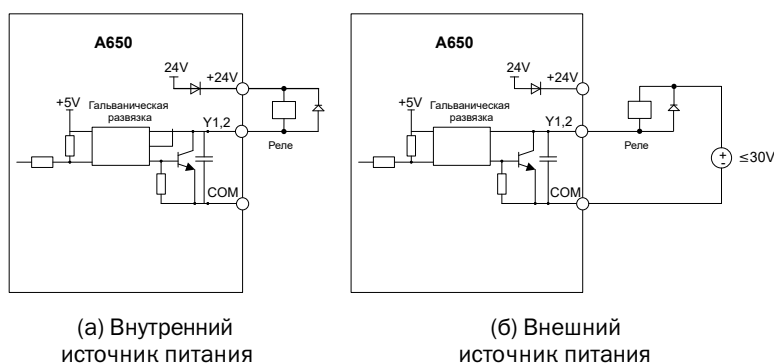 A650
24V
+24V
+5V
Гальваническая
развязка
Y1,2
Реле
COM
(а) Внутренний
источник питания
A650
24V
+24V
+5V
Гальваническая
развязка
Y1,2
Реле
+
-
≤30V
COM
(б) Внешний
источник питания